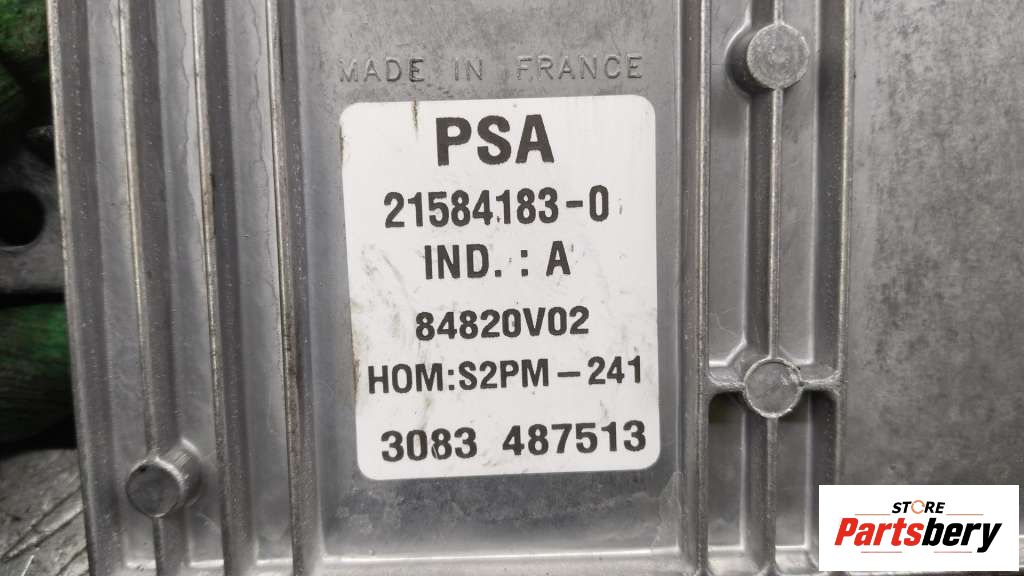 MADE IN FRANCE
PSA
21584183-0
IND. : A
84820V02
HOM:S2PM-241
3083 487513
STORE
Partsbery